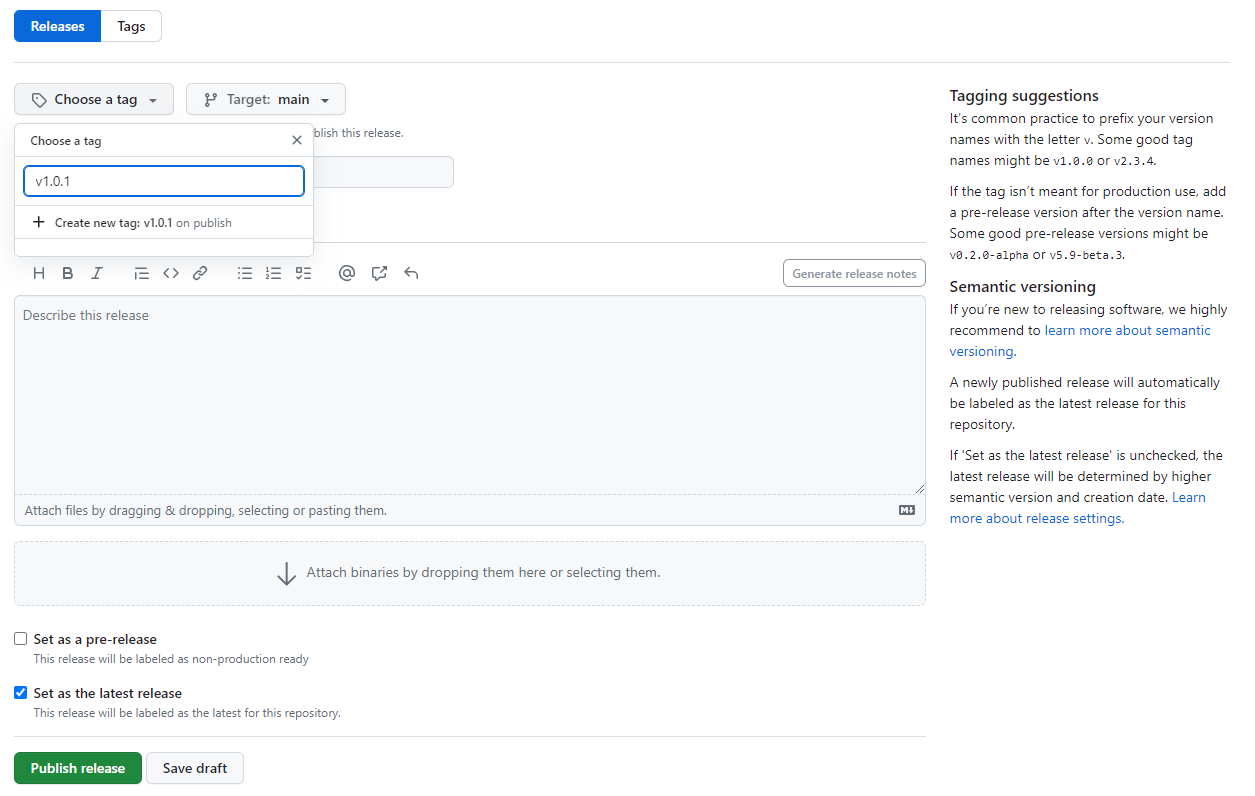 Releases Tags
Choose a tag Target: main
Choose a tag
blish this release.
v1.0.1
Create new tag: v1.0.1 on publish
H B I
Generate release notes
Describe this release
Attach files by dragging & dropping, selecting or pasting them.
Attach binaries by dropping them here or selecting them.
Set as a pre-release
This release will be labeled as non-production ready
Set as the latest release
This release will be labeled as the latest for this repository.
Publish release Save draft
Tagging suggestions
It's common practice to prefix your version
names with the letter v. Some good tag
names might be v1.0.0 or v2.3.4.
If the tag isn't meant for production use, add
a pre-release version after the version name.
Some good pre-release versions might be
v0.2.0-alpha or v5.9-beta.3.
Semantic versioning
If you're new to releasing software, we highly
recommend to learn more about semantic
versioning.
A newly published release will automatically
be labeled as the latest release for this
repository.
If 'Set as the latest release' is unchecked, the
latest release will be determined by higher
semantic version and creation date. Learn
more about release settings.